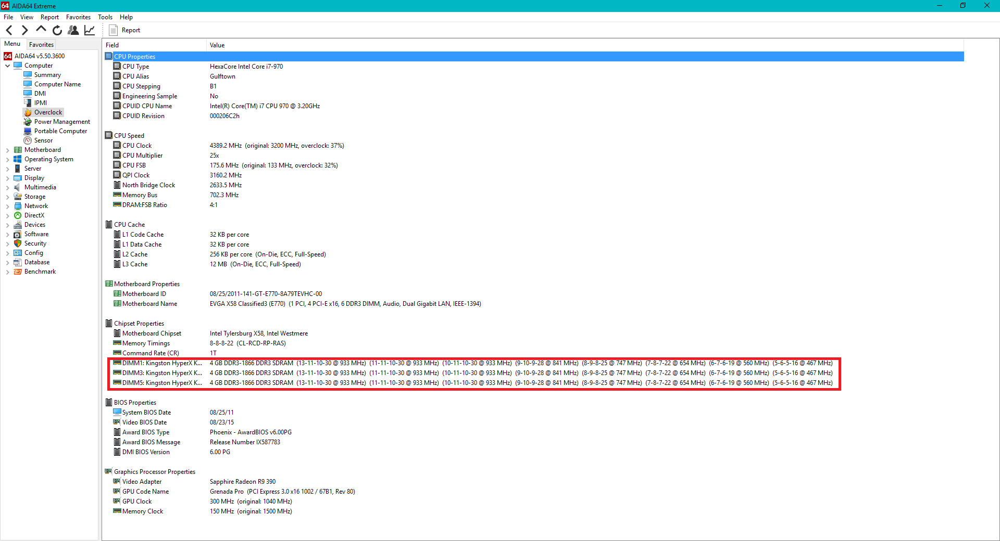 64 AIDA64 Extreme
File View Report Favorites Tools Help
Report
Menu Favorites
64 AIDA64 v5.50.3600
Computer
Summary
Computer Name
DMI
IPMI
Overclock
Power Management
Portable Computer
Sensor
Motherboard
Operating System
Server
Display
Multimedia
Storage
Network
DirectX
Devices
Software
Security
Config
Database
Benchmark
Field Value
CPU Properties
CPU Type HexaCore Intel Core i7-970
CPU Alias Gulftown
CPU Stepping B1
Engineering Sample No
CPUID CPU Name Intel(R) Core(TM) i7 CPU 970 @ 3.20GHz
CPUID Revision 000206C2h
CPU Speed
CPU Clock 4389.2 MHz (original: 3200 MHz, overclock: 37%)
CPU Multiplier 25x
CPU FSB 175.6 MHz (original: 133 MHz, overclock: 32%)
QPI Clock 3160.2 MHz
North Bridge Clock 2633.5 MHz
Memory Bus 702.3 MHz
DRAM:FSB Ratio 4:1
CPU Cache
L1 Code Cache 32 KB per core
L1 Data Cache 32 KB per core
L2 Cache 256 KB per core (On-Die, ECC, Full-Speed)
L3 Cache 12 MB (On-Die, ECC, Full-Speed)
Motherboard Properties
Motherboard ID 08/25/2011-141-GT-E770-8A79TEVHC-00
Motherboard Name EVGA X58 Classified3 (E770) (1 PCI, 4 PCI-E x16, 6 DDR3 DIMM, Audio, Dual Gigabit LAN, IEEE-1394)
Chipset Properties
Motherboard Chipset Intel Tylersburg X58, Intel Westmere
Memory Timings 8-8-8-22 (CL-RCD-RP-RAS)
Command Rate (CR) 1T
DIMM1: Kingston HyperX K... 4 GB DDR3-1866 DDR3 SDRAM (13-11-10-30 @ 933 MHz) (11-11-10-30 @ 933 MHz) (10-11-10-30 @ 933 MHz) (9-10-9-28 @ 841 MHz) (8-9-8-25 @ 747 MHz) (7-8-7-22 @ 654 MHz) (6-7-6-19 @ 560 MHz) (5-6-5-16 @ 467 MHz)
DIMM3: Kingston HyperX K... 4 GB DDR3-1866 DDR3 SDRAM (13-11-10-30 @ 933 MHz) (11-11-10-30 @ 933 MHz) (10-11-10-30 @ 933 MHz) (9-10-9-28 @ 841 MHz) (8-9-8-25 @ 747 MHz) (7-8-7-22 @ 654 MHz) (6-7-6-19 @ 560 MHz) (5-6-5-16 @ 467 MHz)
DIMM5: Kingston HyperX K... 4 GB DDR3-1866 DDR3 SDRAM (13-11-10-30 @ 933 MHz) (11-11-10-30 @ 933 MHz) (10-11-10-30 @ 933 MHz) (9-10-9-28 @ 841 MHz) (8-9-8-25 @ 747 MHz) (7-8-7-22 @ 654 MHz) (6-7-6-19 @ 560 MHz) (5-6-5-16 @ 467 MHz)
BIOS Properties
System BIOS Date 08/25/11
Video BIOS Date 08/23/15
Award BIOS Type Phoenix - AwardBIOS v6.00PG
Award BIOS Message Release Number IX587783
DMI BIOS Version 6.00 PG
Graphics Processor Properties
Video Adapter Sapphire Radeon R9 390
GPU Code Name Grenada Pro (PCI Express 3.0 x16 1002 / 67B1, Rev 80)
GPU Clock 300 MHz (original: 1040 MHz)
Memory Clock 150 MHz (original: 1500 MHz)